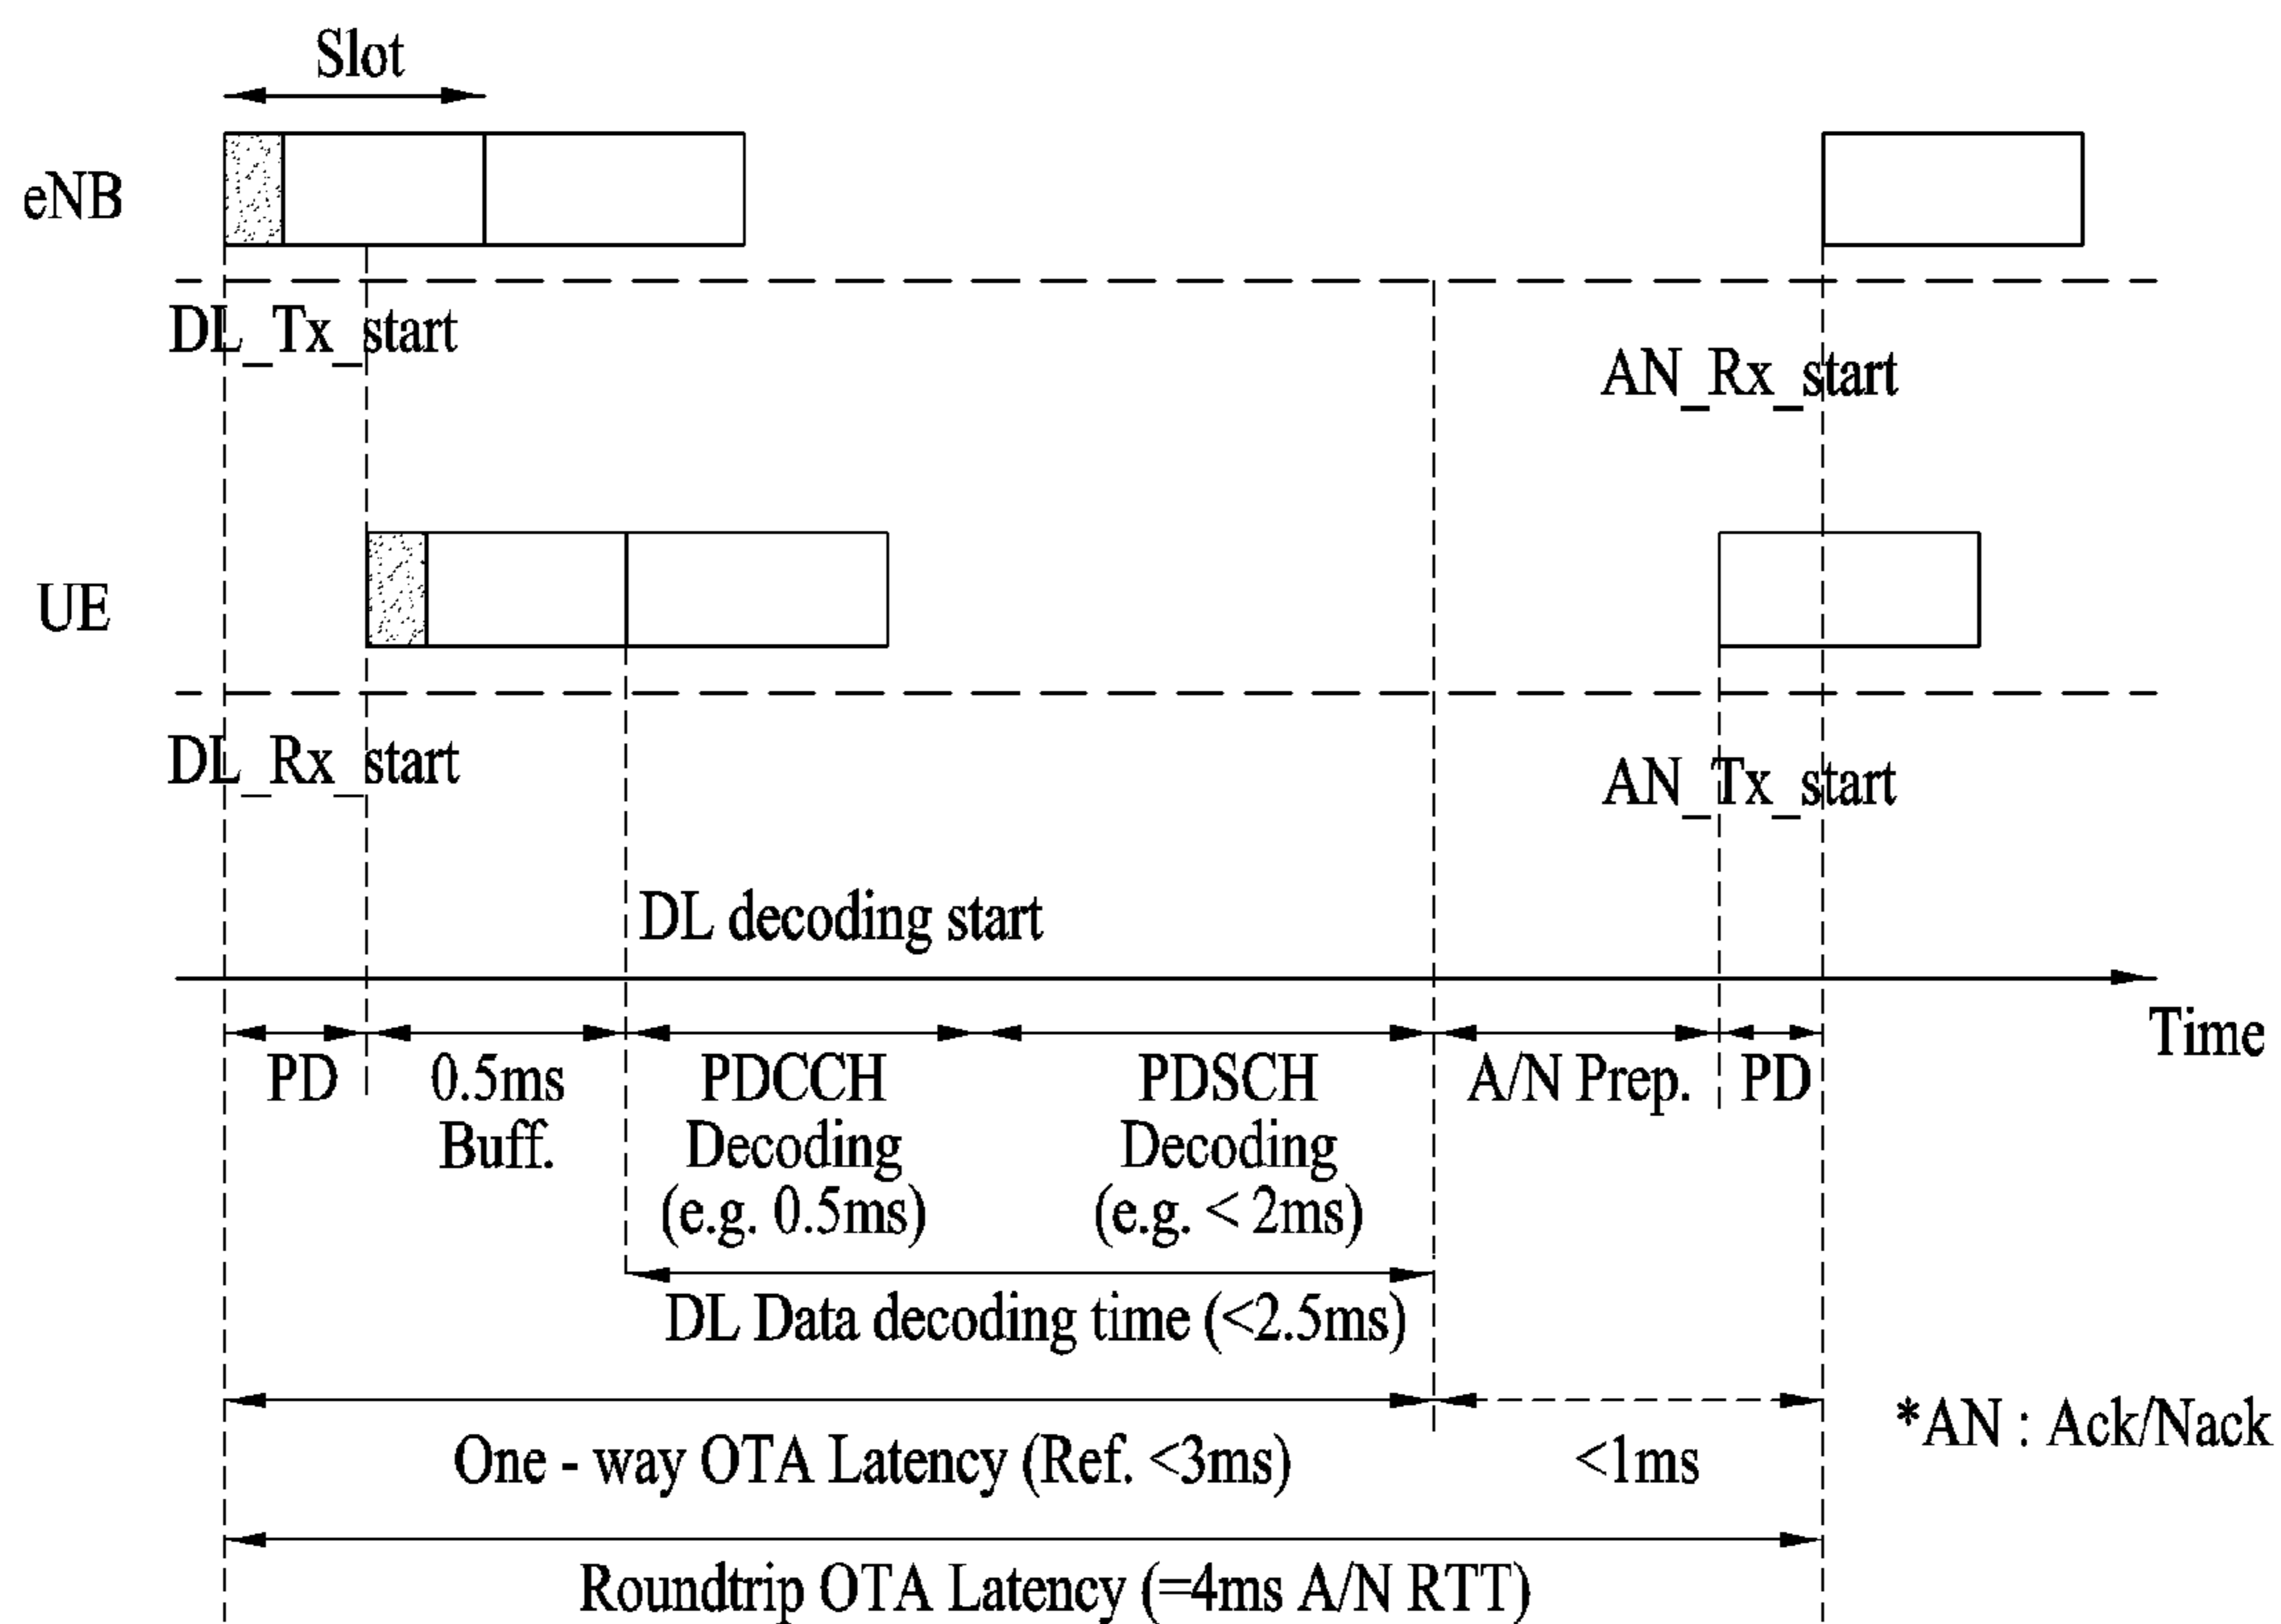 Slot
eNB
DL_Tx_start
AN_Rx_start
UE
DL_Rx_start
AN_Tx_start
DL decoding start
Time
PD
0.5ms
Buff.
PDCCH
Decoding
(e.g. 0.5ms)
PDSCH
Decoding
(e.g. < 2ms)
A/N Prep.
PD
DL Data decoding time (<2.5ms)
One - way OTA Latency (Ref. <3ms)
<1ms
*AN : Ack/Nack
Roundtrip OTA Latency (=4ms A/N RTT)